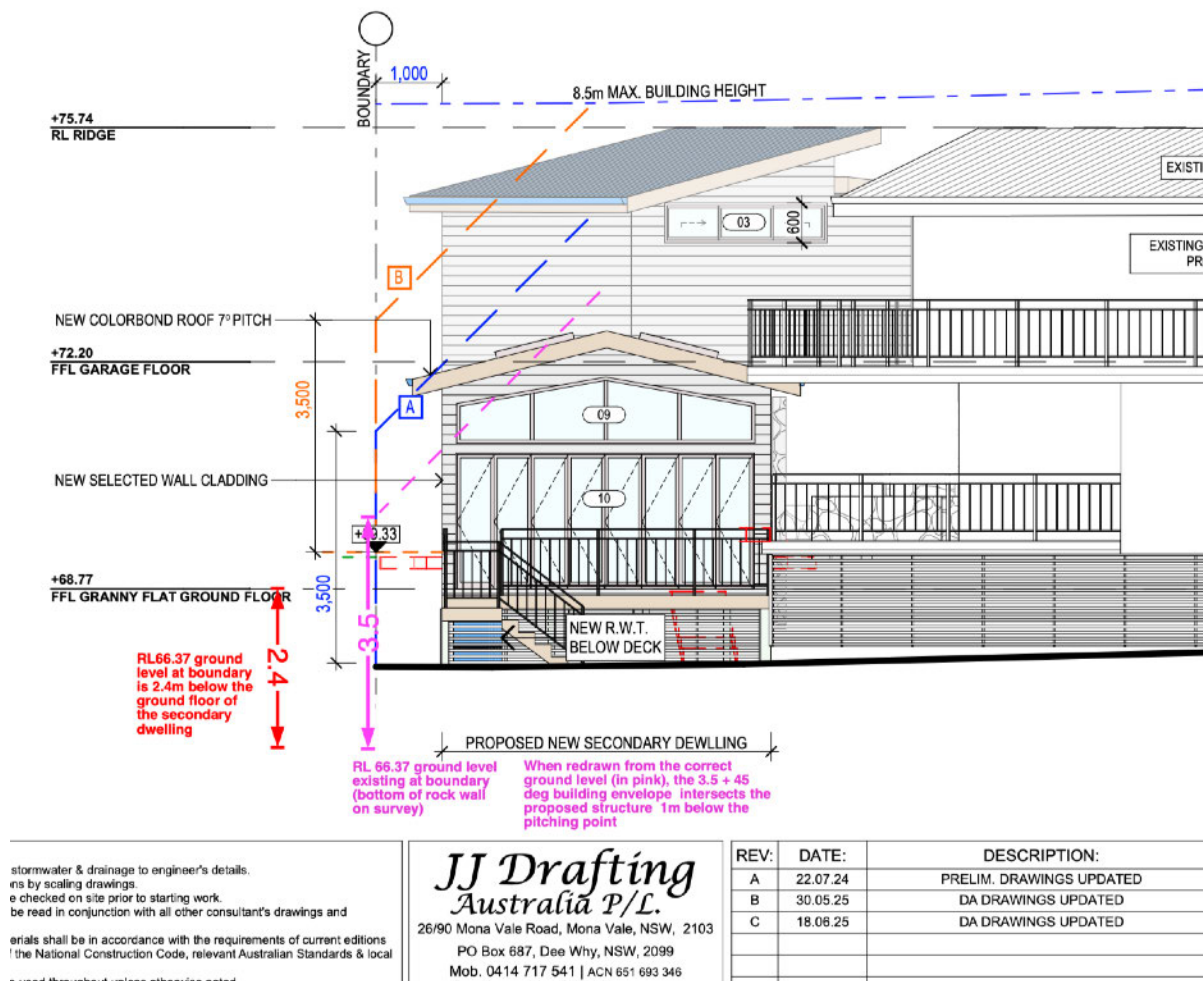 BOUNDARY
1,000
8.5m MAX. BUILDING HEIGHT
+75.74
RL RIDGE
EXISTI
03
600
EXISTING
PR
B
NEW COLORBOND ROOF 7º PITCH
+72.20
FFL GARAGE FLOOR
3,500
A
09
NEW SELECTED WALL CLADDING
10
+68.77
FFL GRANNY FLAT GROUND FLOOR
3,500
3.5
NEW R.W.T.
BELOW DECK
2.4
RL66.37 ground
level at boundary
is 2.4m below the
ground floor of
the secondary
dwelling
PROPOSED NEW SECONDARY DEWLLING
RL 66.37 ground level
existing at boundary
(bottom of rock wall
on survey)
When redrawn from the correct
ground level (in pink), the 3.5 + 45
deg building envelope intersects the
proposed structure 1m below the
pitching point
stormwater & drainage to engineer's details.
by scaling drawings.
checked on site prior to starting work.
be read in conjunction with all other consultant's drawings and
shall be in accordance with the requirements of current editions
the National Construction Code, relevant Australian Standards & local
JJ Drafting
Australia P/L.
26/90 Mona Vale Road, Mona Vale, NSW, 2103
PO Box 687, Dee Why, NSW, 2099
Mob. 0414 717 541 | ACN 651 693 346
REV: DATE: DESCRIPTION:
A 22.07.24 PRELIM. DRAWINGS UPDATED
B 30.05.25 DA DRAWINGS UPDATED
C 18.06.25 DA DRAWINGS UPDATED